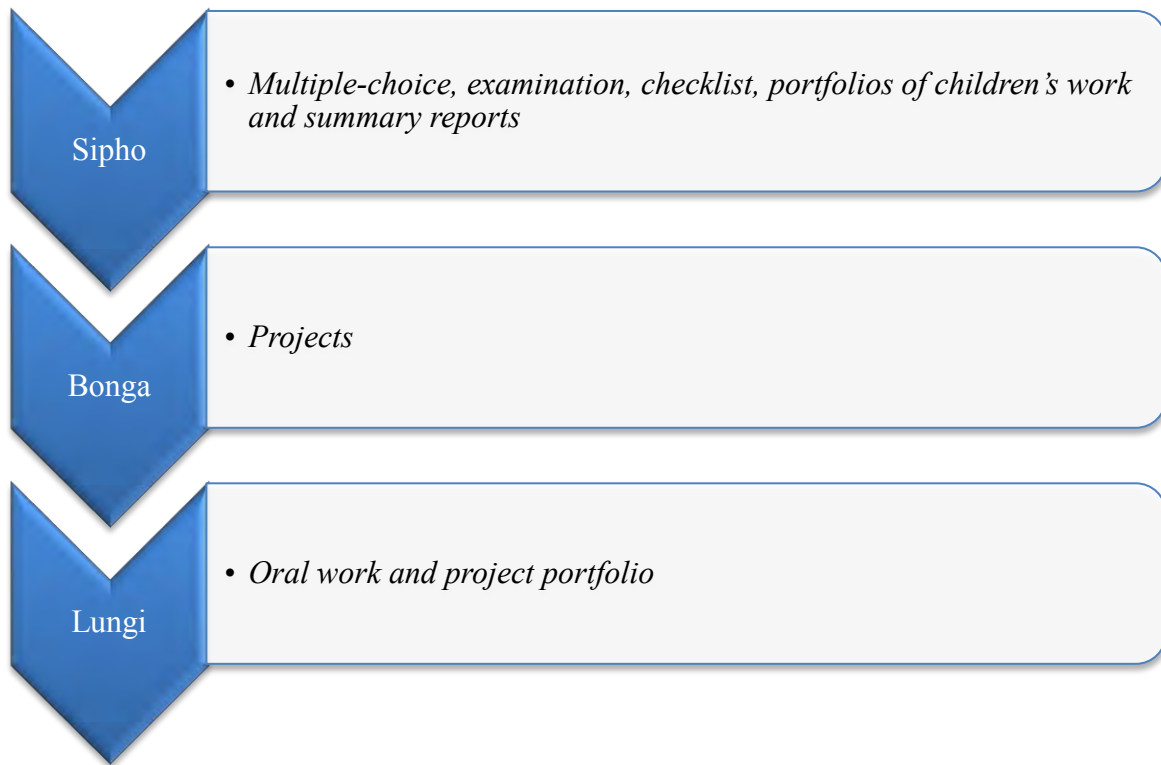 Sipho
• Multiple-choice, examination, checklist, portfolios of children’s work
and summary reports
Bonga
• Projects
Lungi
• Oral work and project portfolio